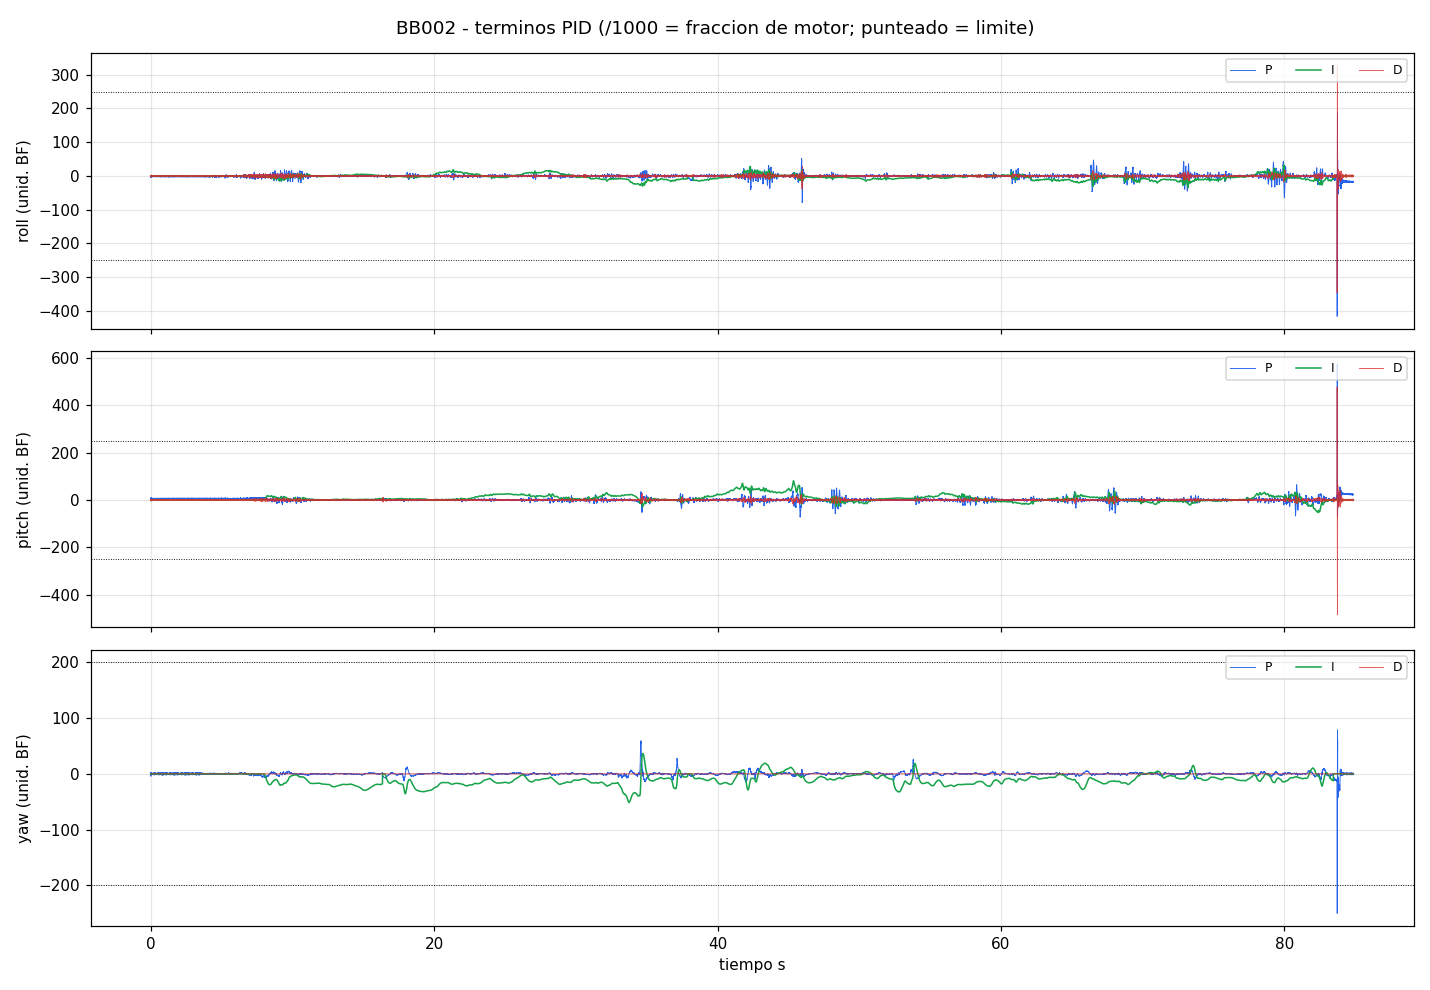 BB002 - terminos PID (/1000 = fraccion de motor; punteado = limite)
P I D
300
200
100
0
−100
−200
−300
−400
roll (unid. BF)
P I D
600
400
200
0
−200
−400
pitch (unid. BF)
P I D
200
100
0
−100
−200
yaw (unid. BF)
0 20 40 60 80
tiempo s